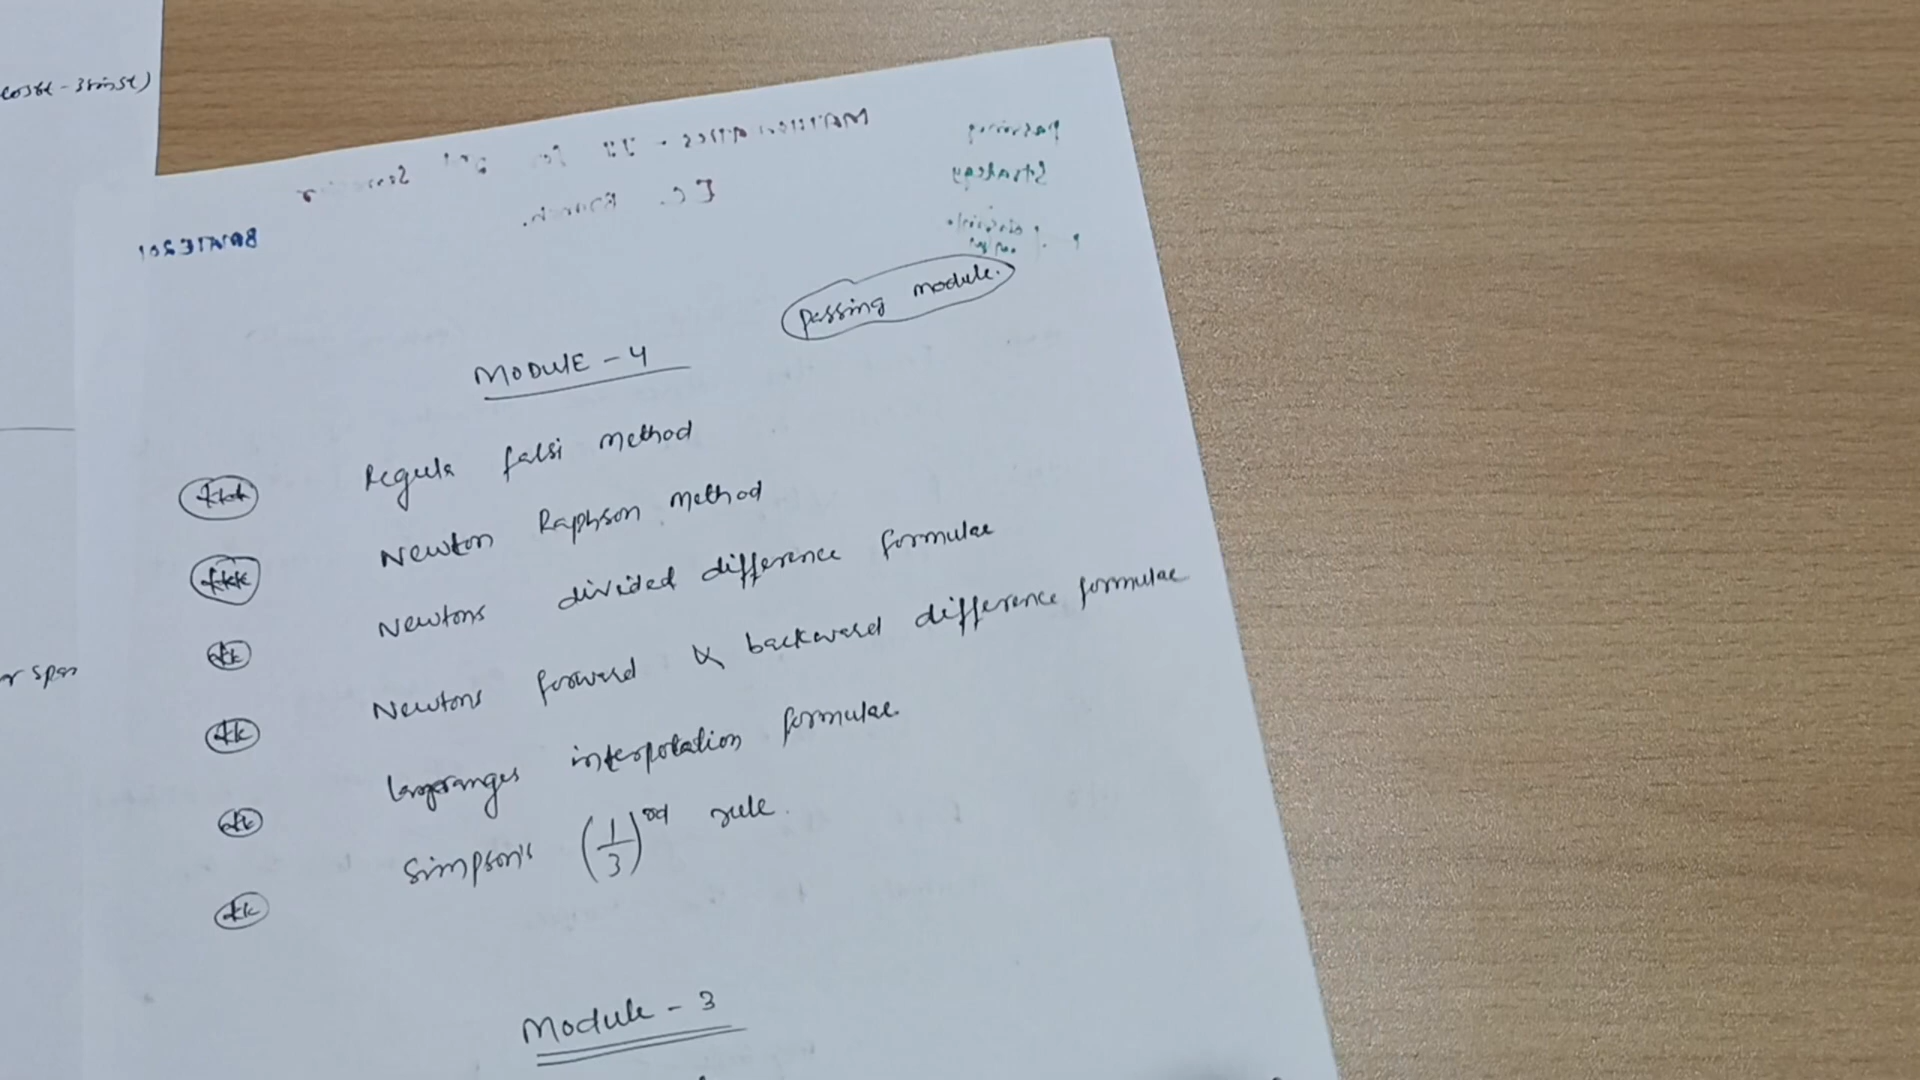 passing module.
MODULE - 4
*** Regula falsi method
*** Newton Raphson method
** Newtons divided difference formulae
** Newtons forward & backward difference formulae
** lagranges interpolation formulae
** Simpson's (1/3)rd rule.
Module - 3